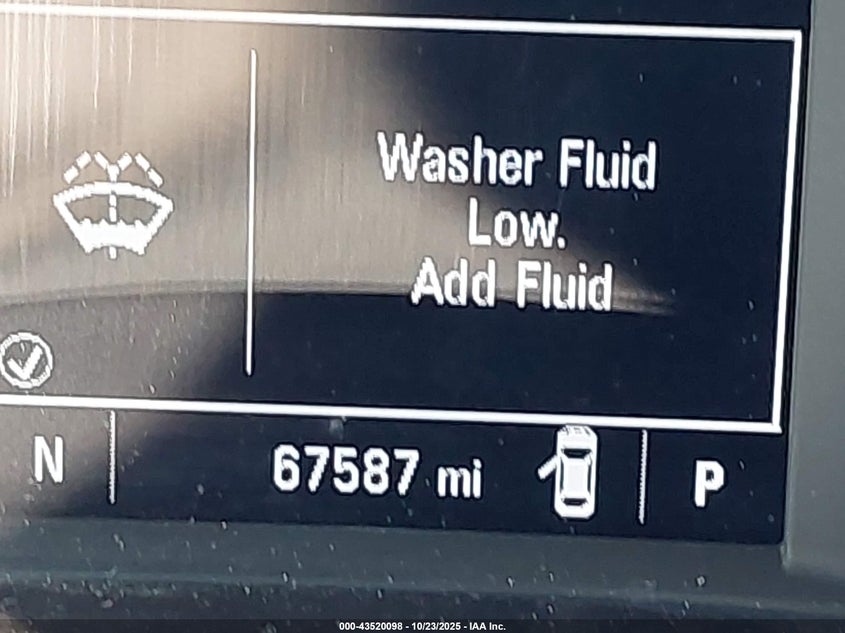 Washer Fluid
Low.
Add Fluid
N
67587 mi
P
000-43520098 - 10/23/2025 - IAA Inc.